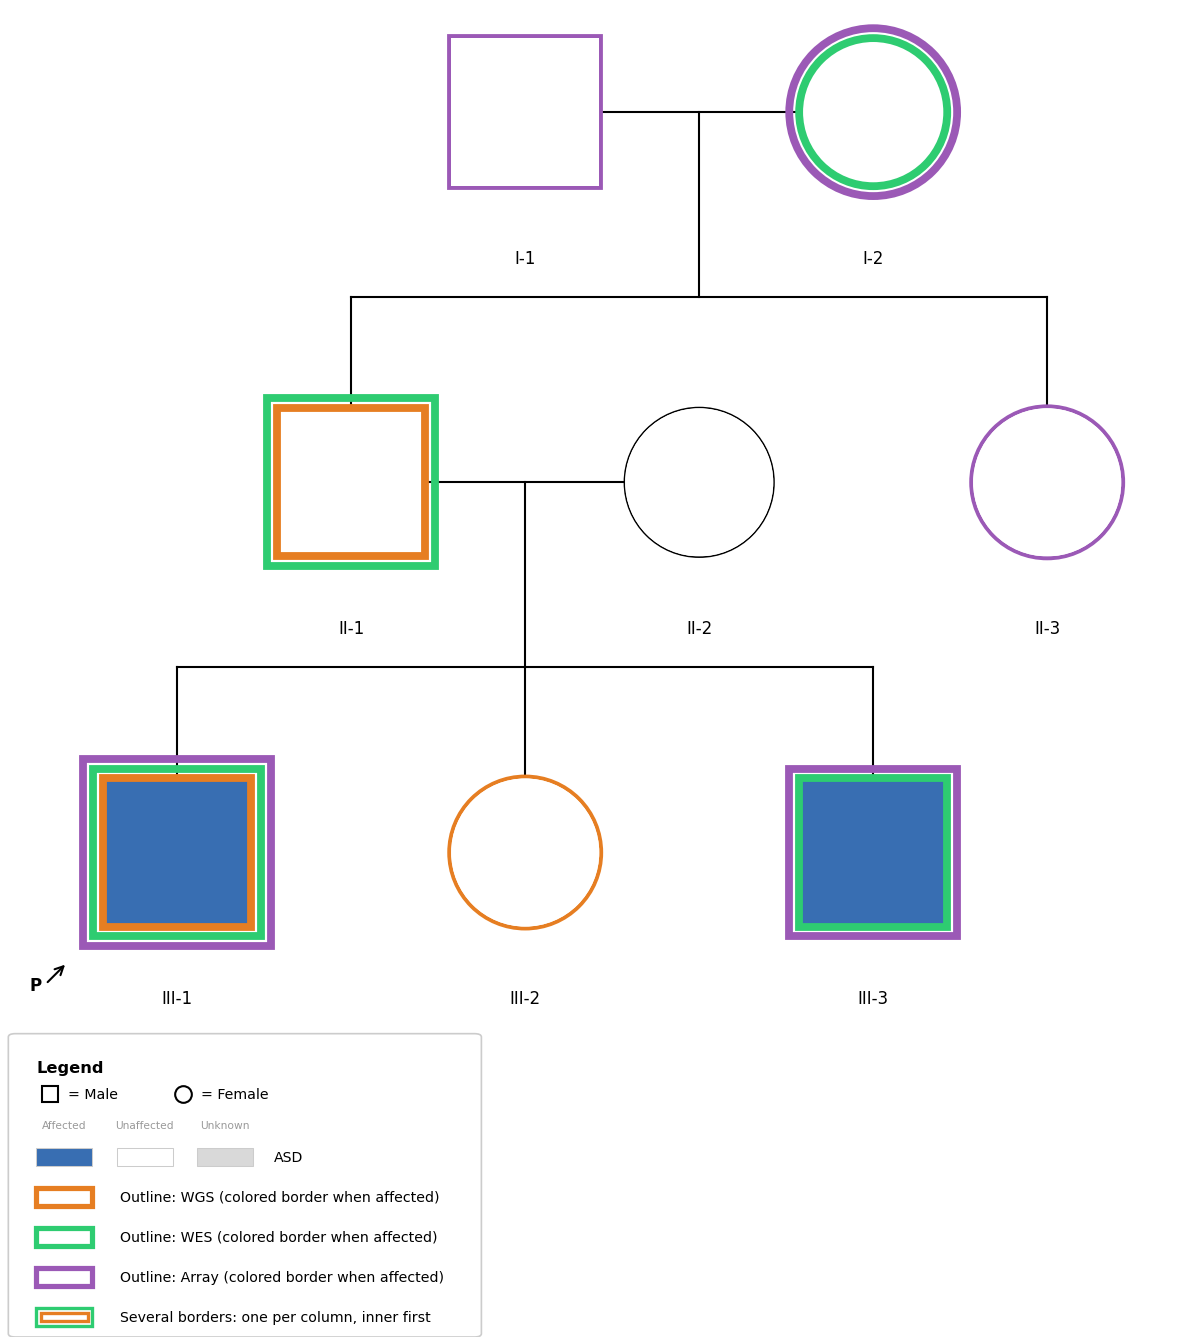 I-1 I-2
II-1 II-2 II-3
P
III-1 III-2 III-3
Legend
= Male = Female
Affected Unaffected Unknown
ASD
Outline: WGS (colored border when affected)
Outline: WES (colored border when affected)
Outline: Array (colored border when affected)
Several borders: one per column, inner first